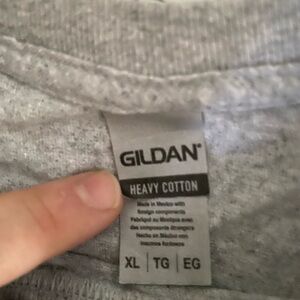 GILDAN®
HEAVY COTTON
Made in Mexico with
foreign components
Fabriqué au Mexique avec
des composants étrangers
Hecho en México con
insumos foráneos
XL | TG | EG